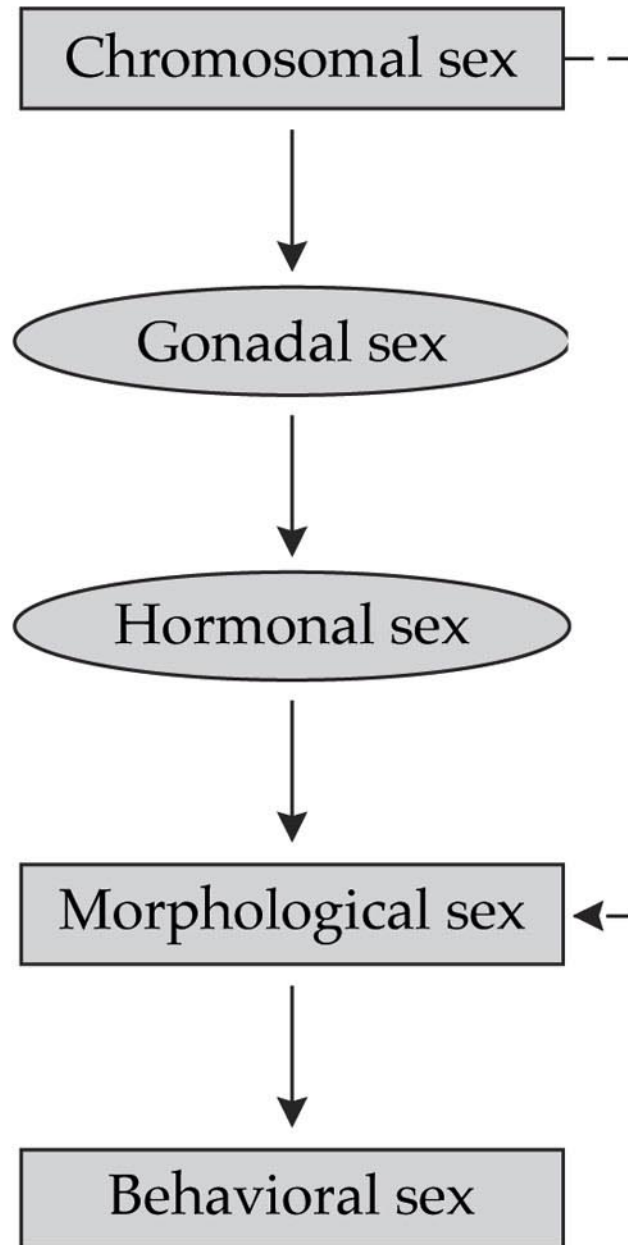 Chromosomal sex
Gonadal sex
Hormonal sex
Morphological sex
Behavioral sex